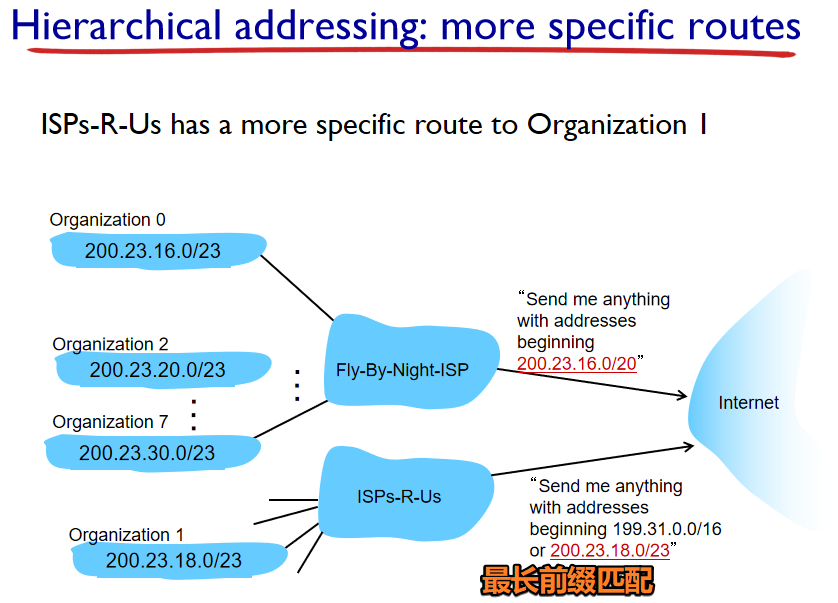 Hierarchical addressing: more specific routes
ISPs-R-Us has a more specific route to Organization 1
Organization 0
200.23.16.0/23
Organization 2
200.23.20.0/23
Organization 7
200.23.30.0/23
Organization 1
200.23.18.0/23
Fly-By-Night-ISP
ISPs-R-Us
“Send me anything
with addresses
beginning
200.23.16.0/20”
Internet
“Send me anything
with addresses
beginning 199.31.0.0/16
or 200.23.18.0/23”
最长前缀匹配